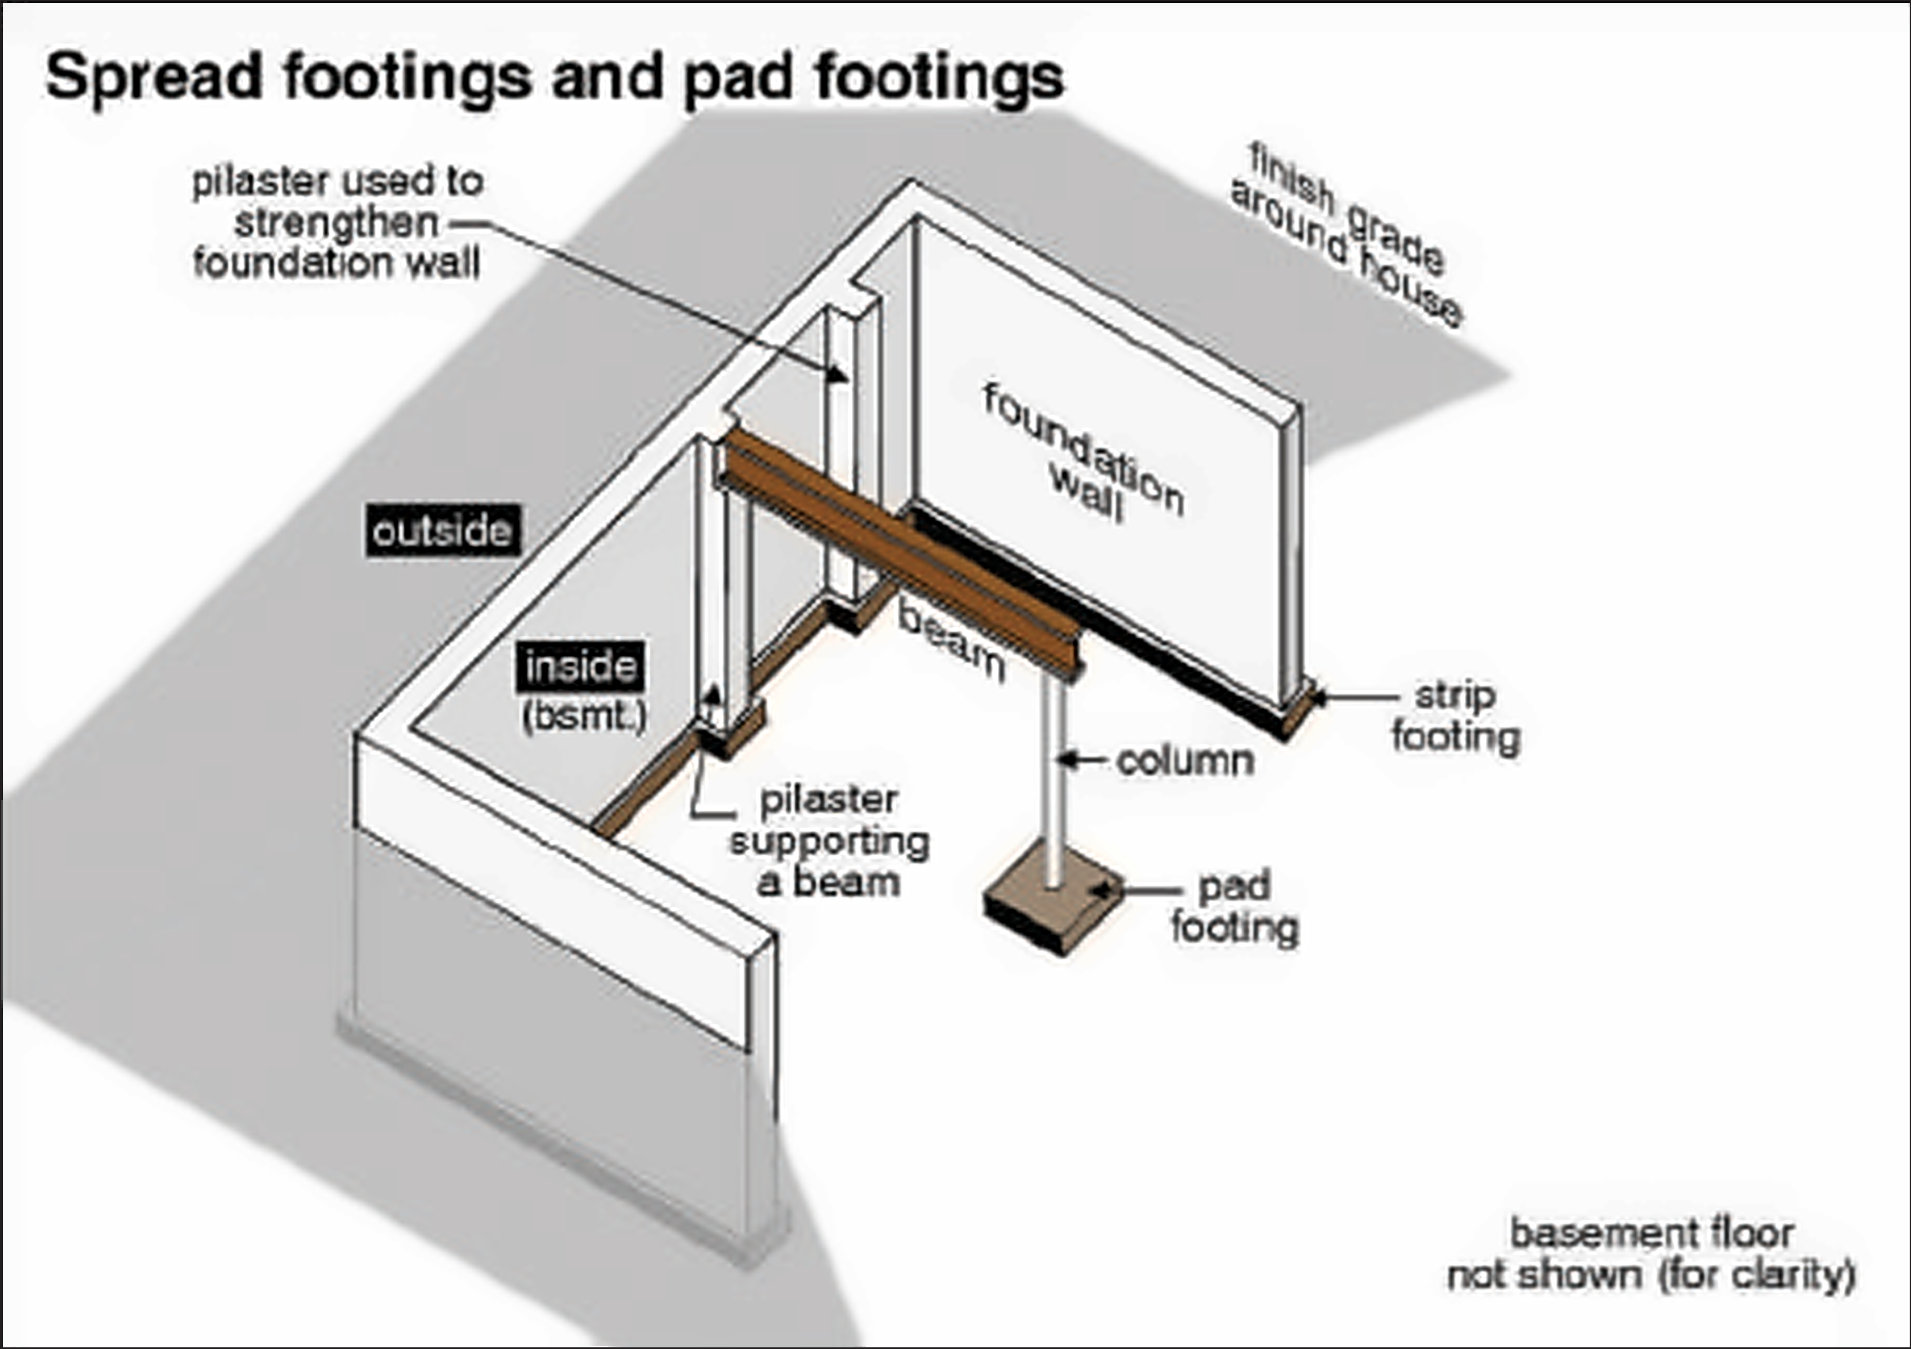 Spread footings and pad footings
pilaster used to
strengthen
foundation wall
finish grade
around house
foundation
wall
outside
inside
(bsmt.)
beam
strip
footing
column
pilaster
supporting
a beam
pad
footing
basement floor
not shown (for clarity)